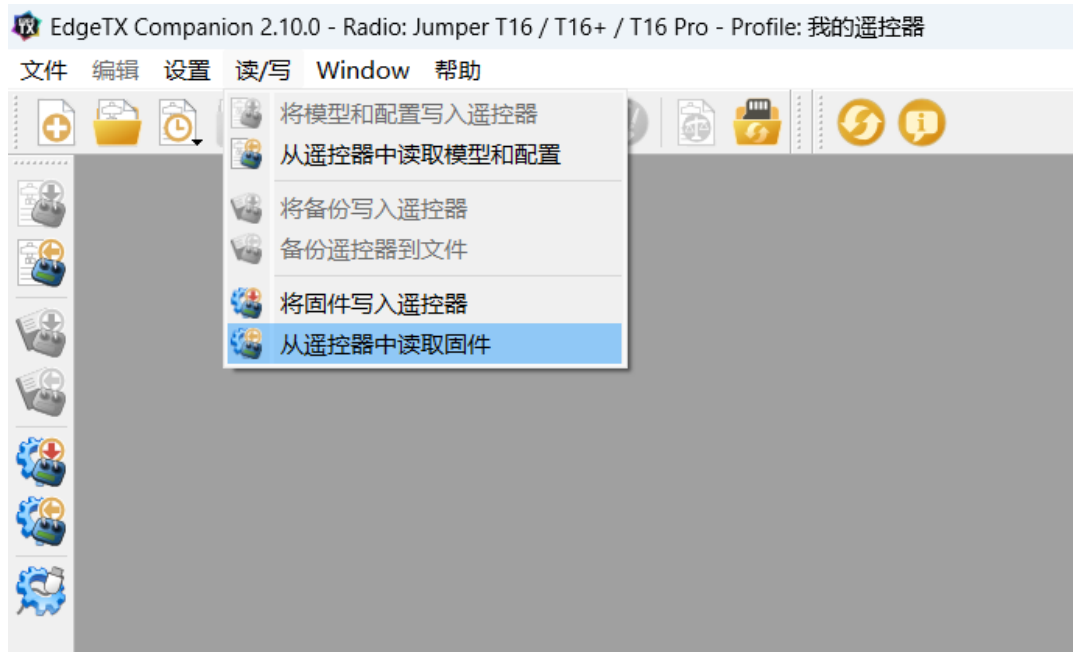 EdgeTX Companion 2.10.0 - Radio: Jumper T16 / T16+ / T16 Pro - Profile: 我的遥控器
文件 编辑 设置 读/写 Window 帮助
将模型和配置写入遥控器
从遥控器中读取模型和配置
将备份写入遥控器
备份遥控器到文件
将固件写入遥控器
从遥控器中读取固件